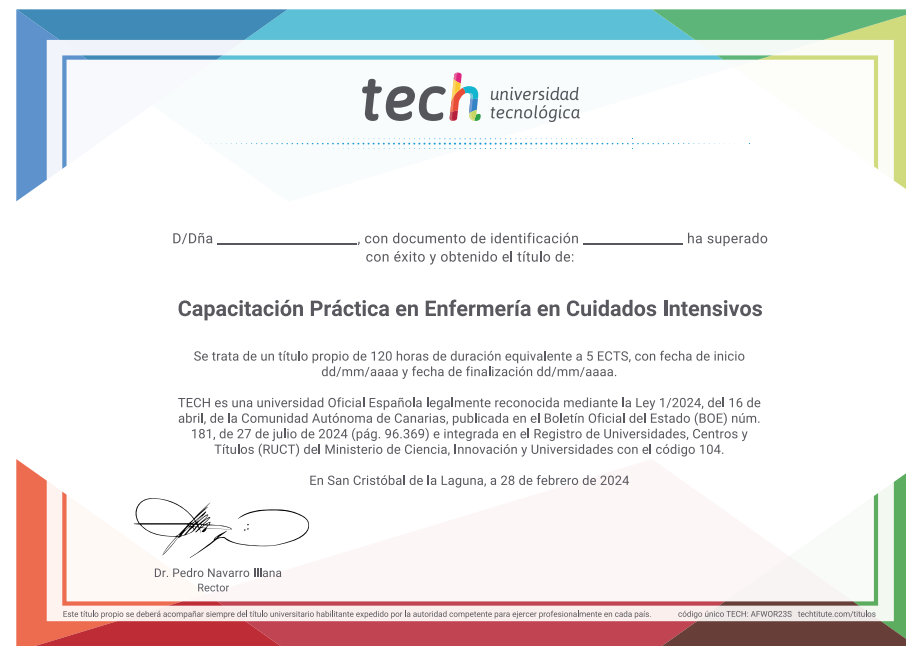 tech universidad
tecnológica
D/Dña ____________________, con documento de identificación ______________ ha superado
con éxito y obtenido el título de:
Capacitación Práctica en Enfermería en Cuidados Intensivos
Se trata de un título propio de 120 horas de duración equivalente a 5 ECTS, con fecha de inicio
dd/mm/aaaa y fecha de finalización dd/mm/aaaa.
TECH es una universidad Oficial Española legalmente reconocida mediante la Ley 1/2024, del 16 de
abril, de la Comunidad Autónoma de Canarias, publicada en el Boletín Oficial del Estado (BOE) núm.
181, de 27 de julio de 2024 (pág. 96.369) e integrada en el Registro de Universidades, Centros y
Títulos (RUCT) del Ministerio de Ciencia, Innovación y Universidades con el código 104.
En San Cristóbal de la Laguna, a 28 de febrero de 2024
Dr. Pedro Navarro Illana
Rector
Este título propio se deberá acompañar siempre del título universitario habilitante expedido por la autoridad competente para ejercer profesionalmente en cada país. código único TECH: AFWOR23S techtitute.com/titulos